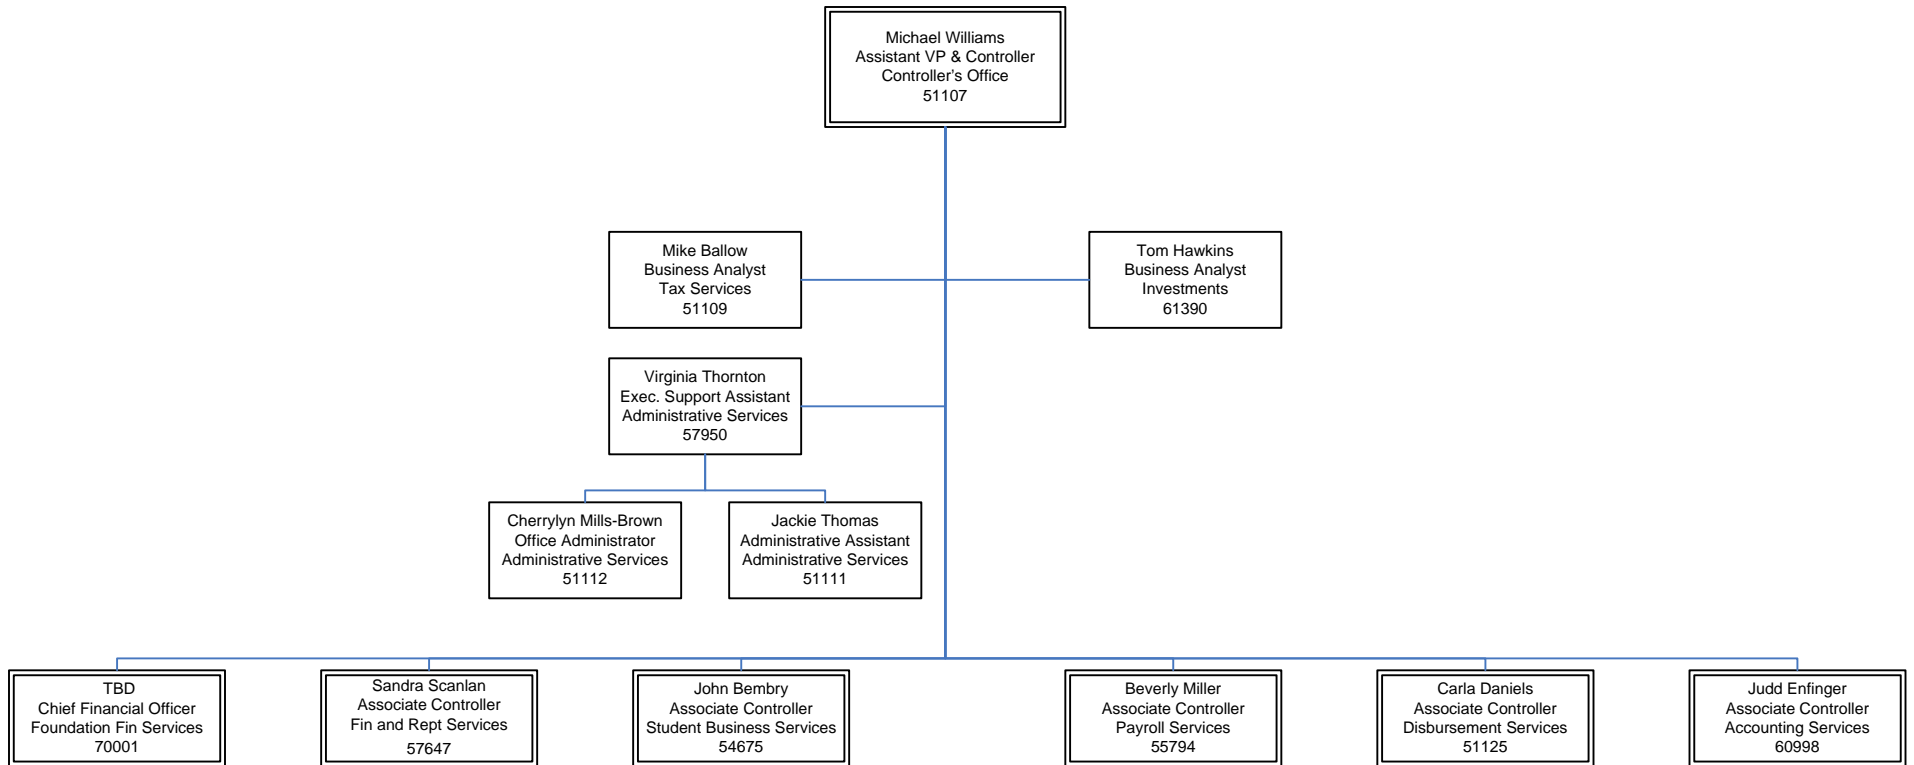 Michael Williams
Assistant VP & Controller
Controller's Office
51107
Mike Ballow
Business Analyst
Tax Services
51109
Tom Hawkins
Business Analyst
Investments
61390
Virginia Thornton
Exec. Support Assistant
Administrative Services
57950
Cherrylyn Mills-Brown
Office Administrator
Administrative Services
51112
Jackie Thomas
Administrative Assistant
Administrative Services
51111
TBD
Chief Financial Officer
Foundation Fin Services
70001
Sandra Scanlan
Associate Controller
Fin and Rept Services
57647
John Bembry
Associate Controller
Student Business Services
54675
Beverly Miller
Associate Controller
Payroll Services
55794
Carla Daniels
Associate Controller
Disbursement Services
51125
Judd Enfinger
Associate Controller
Accounting Services
60998